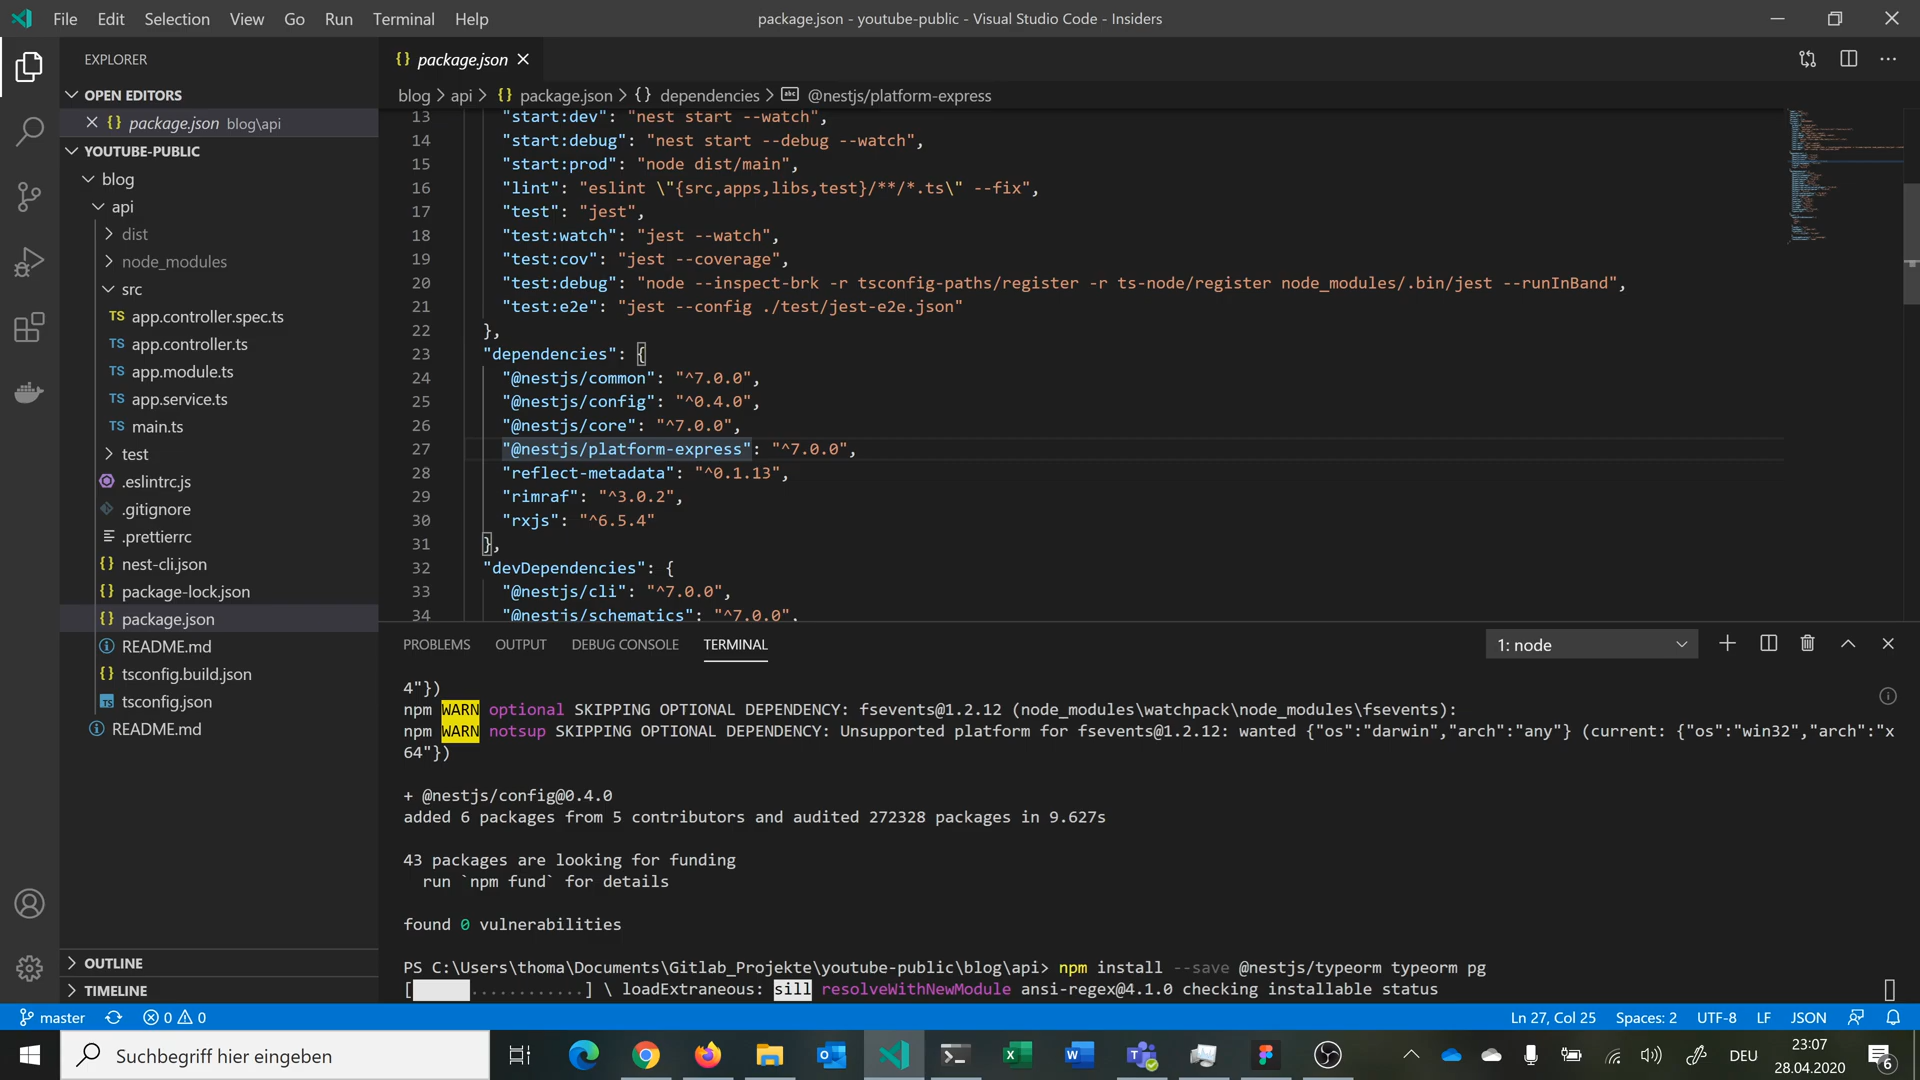 File Edit Selection View Go Run Terminal Help
package.json - youtube-public - Visual Studio Code - Insiders
EXPLORER
OPEN EDITORS
package.json blog\api
YOUTUBE-PUBLIC
blog
api
dist
node_modules
src
TS app.controller.spec.ts
TS app.controller.ts
TS app.module.ts
TS app.service.ts
TS main.ts
test
.eslintrc.js
.gitignore
.prettierrc
{} nest-cli.json
{} package-lock.json
{} package.json
README.md
{} tsconfig.build.json
TS tsconfig.json
README.md
OUTLINE
TIMELINE
{} package.json
blog > api > {} package.json > {} dependencies > abc @nestjs/platform-express
13 "start:dev": "nest start --watch",
14 "start:debug": "nest start --debug --watch",
15 "start:prod": "node dist/main",
16 "lint": "eslint \"{src,apps,libs,test}/**/*.ts\" --fix",
17 "test": "jest",
18 "test:watch": "jest --watch",
19 "test:cov": "jest --coverage",
20 "test:debug": "node --inspect-brk -r tsconfig-paths/register -r ts-node/register node_modules/.bin/jest --runInBand",
21 "test:e2e": "jest --config ./test/jest-e2e.json"
22 },
23 "dependencies": {
24 "@nestjs/common": "^7.0.0",
25 "@nestjs/config": "^0.4.0",
26 "@nestjs/core": "^7.0.0",
27 "@nestjs/platform-express": "^7.0.0",
28 "reflect-metadata": "^0.1.13",
29 "rimraf": "^3.0.2",
30 "rxjs": "^6.5.4"
31 },
32 "devDependencies": {
33 "@nestjs/cli": "^7.0.0",
34 "@nestjs/schematics": "^7.0.0",
PROBLEMS OUTPUT DEBUG CONSOLE TERMINAL
1: node
4"})
npm WARN optional SKIPPING OPTIONAL DEPENDENCY: fsevents@1.2.12 (node_modules\watchpack\node_modules\fsevents):
npm WARN notsup SKIPPING OPTIONAL DEPENDENCY: Unsupported platform for fsevents@1.2.12: wanted {"os":"darwin","arch":"any"} (current: {"os":"win32","arch":"x
64"})
+ @nestjs/config@0.4.0
added 6 packages from 5 contributors and audited 272328 packages in 9.627s
43 packages are looking for funding
run `npm fund` for details
found 0 vulnerabilities
PS C:\Users\thoma\Documents\Gitlab_Projekte\youtube-public\blog\api> npm install --save @nestjs/typeorm typeorm pg
[ ............] \ loadExtraneous: sill resolveWithNewModule ansi-regex@4.1.0 checking installable status
master 0 0
Ln 27, Col 25 Spaces: 2 UTF-8 LF JSON
Suchbegriff hier eingeben
DEU
23:07
28.04.2020
6